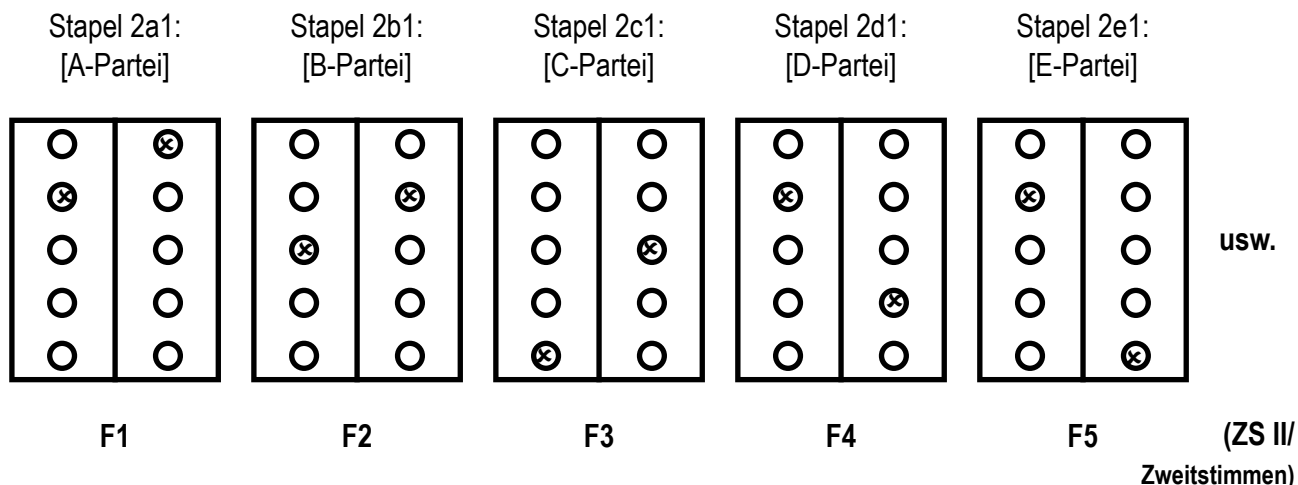 Stapel 2a1: Stapel 2b1: Stapel 2c1: Stapel 2d1: Stapel 2e1:
[A-Partei] [B-Partei] [C-Partei] [D-Partei] [E-Partei]
usw.
F1 F2 F3 F4 F5 (ZS II/
Zweitstimmen)